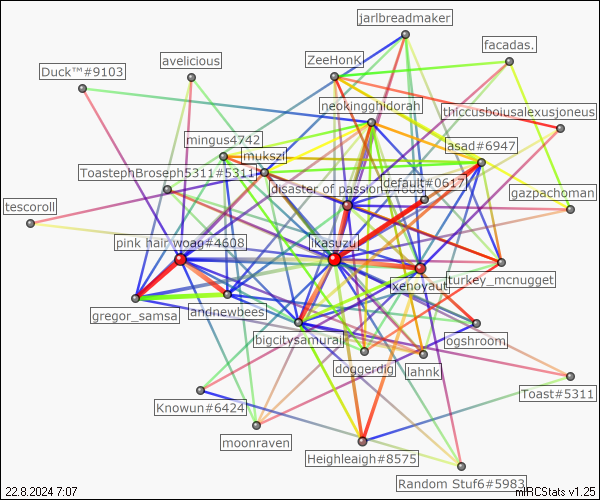 jarlbreadmaker
facadas.
avelicious
ZeeHonK
Duck™#9103
neokingghidorah
thiccusboiusalexusjoneus
mingus4742
asad#6947
mukszi
ToastephBroseph5311#5311
default#0617
disaster of passion
gazpachoman
tescoroll
pink hair woag#4608
ikasuzu
xenoyaut
turkey_mcnugget
gregor_samsa
andnewbees
bigcitysamurai
ogshroom
doggerdig
lahnk
Toast#5311
Knowun#6424
moonraven
Heighleaigh#8575
Random Stuf6#5983
22.8.2024 7:07
mIRCStats v1.25